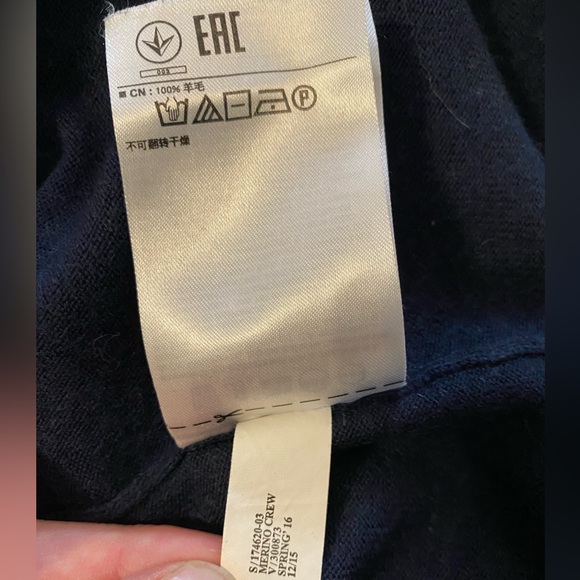 EAC
093
CN : 100% 羊毛
P
不可翻转干燥
S/174620-03
MERINO CREW
V/300873
SPRING' 16
12/15